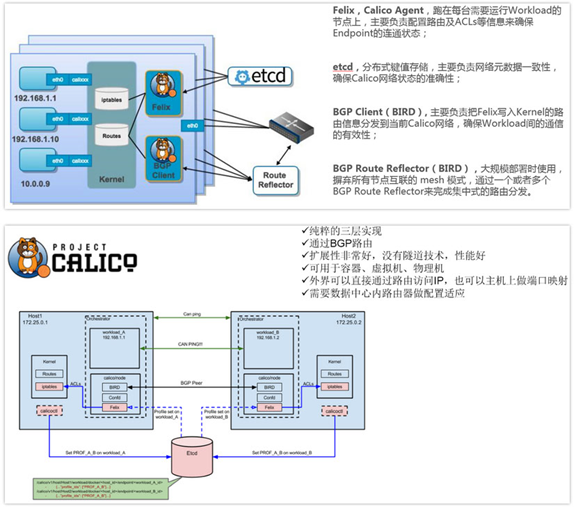 Felix，Calico Agent，跑在每台需要运行Workload的
节点上，主要负责配置路由及ACLs等信息来确保
Endpoint的连通状态；
etcd，分布式键值存储，主要负责网络元数据一致性，
确保Calico网络状态的准确性；
BGP Client（BIRD），主要负责把Felix写入Kernel的路
由信息分发到当前Calico网络，确保Workload间的通信
的有效性；
BGP Route Reflector（BIRD），大规模部署时使用，
摒弃所有节点互联的 mesh 模式，通过一个或者多个
BGP Route Reflector来完成集中式的路由分发。
eth0 calixxx
192.168.1.1
eth0 calixxx
192.168.1.10
eth0 calixxx
10.0.0.9
iptables
Routes
Kernel
Felix
BGP
Client
eth0
etcd
Route
Reflector
PROJECT
CALICO
✓纯粹的三层实现
✓通过BGP路由
✓扩展性非常好，没有隧道技术，性能好
✓可用于容器、虚拟机、物理机
✓外界可以直接通过路由访问IP，也可以主机上做端口映射
✓需要数据中心内路由器做配置适应
Host1
172.25.0.1
Orchestrator
workload_A
192.168.1.1
Kernel
Routes
iptables
calicoctl
ACLs
calico/node
BIRD
Confd
Felix
Can ping
CAN PING!!!
BGP Peer
Profile set on
workload_A
Profile set on
workload_B
Host2
172.25.0.2
Orchestrator
workload_B
192.168.1.2
calico/node
BIRD
Confd
Felix
ACLs
Kernel
Routes
iptables
calicoctl
Set PROF_A_B on workload_A
Set PROF_A_B on workload_B
Etcd